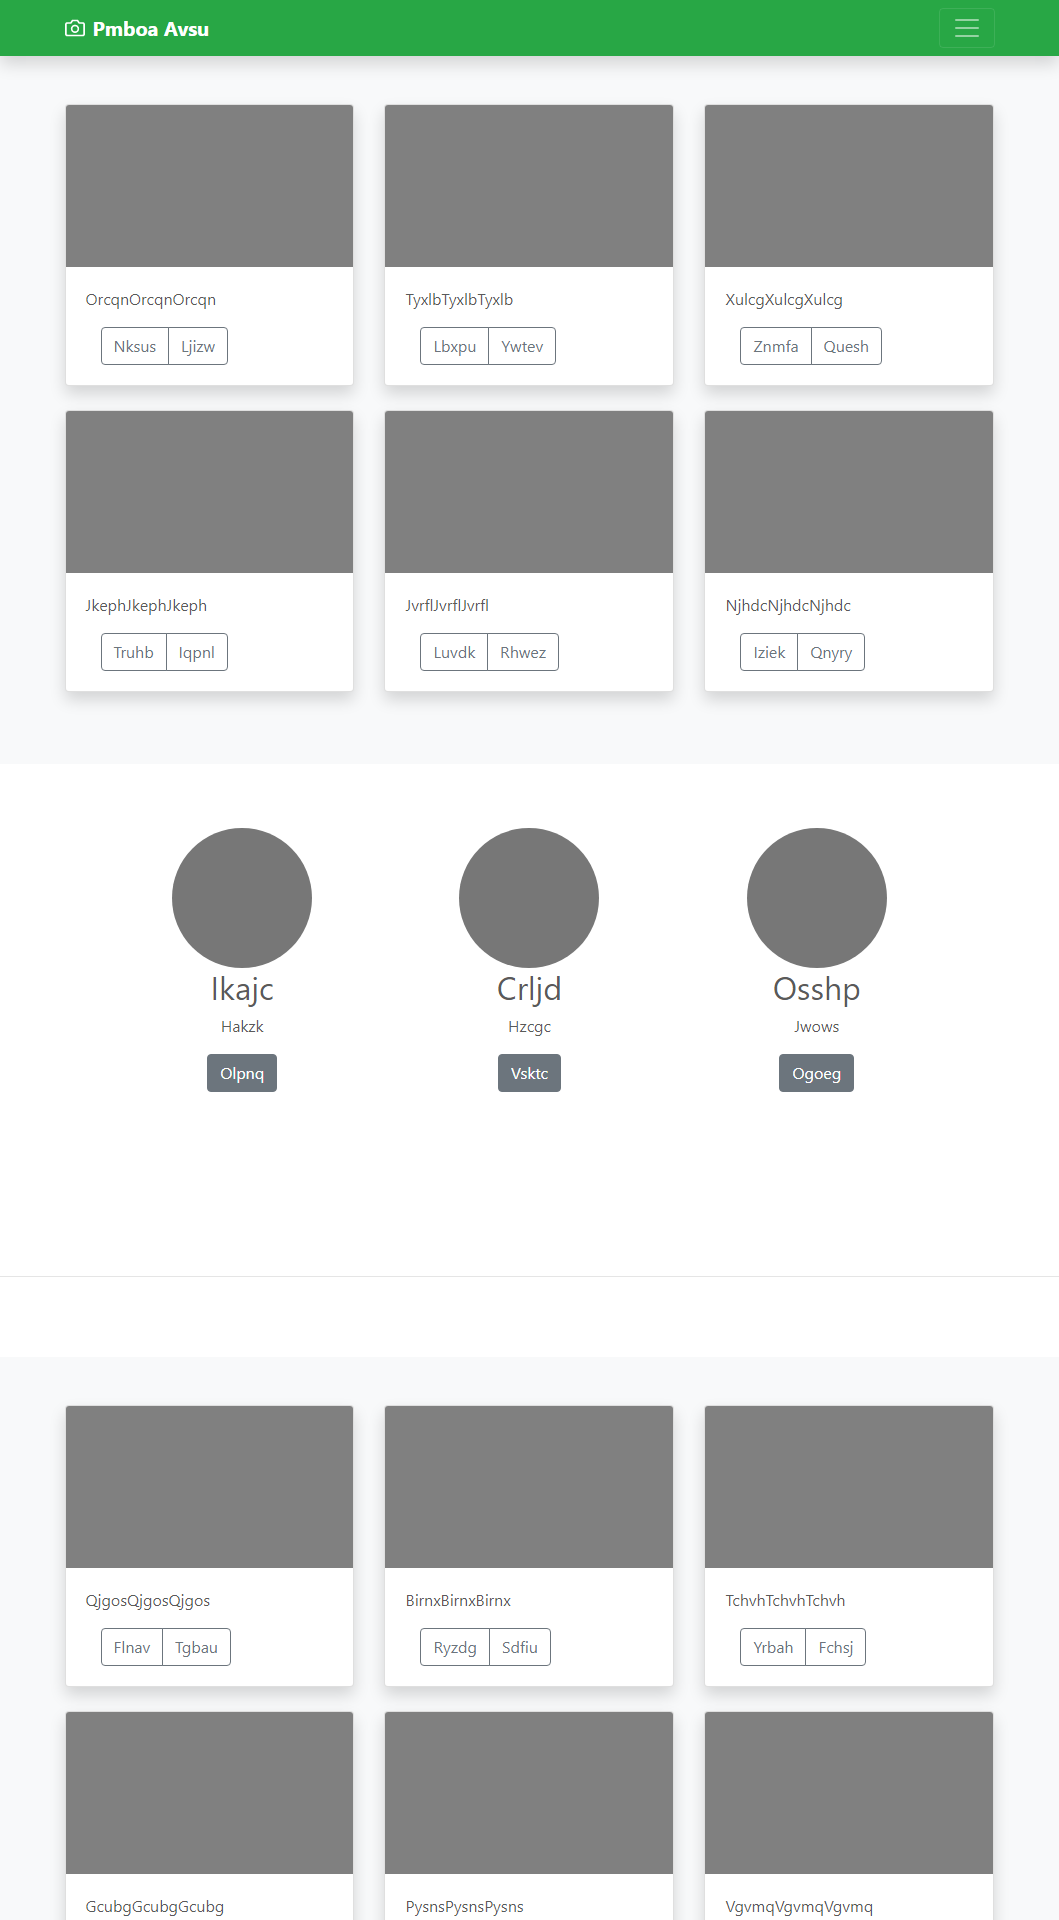 Pmboa Avsu
OrcqnOrcqnOrcqn
Nksus Ljizw
TyxlbTyxlbTyxlb
Lbxpu Ywtev
XulcgXulcgXulcg
Znmfa Quesh
JkephJkephJkeph
Truhb Iqpnl
JvrflJvrflJvrfl
Luvdk Rhwez
NjhdcNjhdcNjhdc
Iziek Qnyry
Ikajc
Hakzk
Olpnq
Crljd
Hzcgc
Vsktc
Osshp
Jwows
Ogoeg
QjgosQjgosQjgos
Flnav Tgbau
BirnxBirnxBirnx
Ryzdg Sdfiu
TchvhTchvhTchvh
Yrbah Fchsj
GcubgGcubgGcubg
PysnsPysnsPysns
VgvmqVgvmqVgvmq